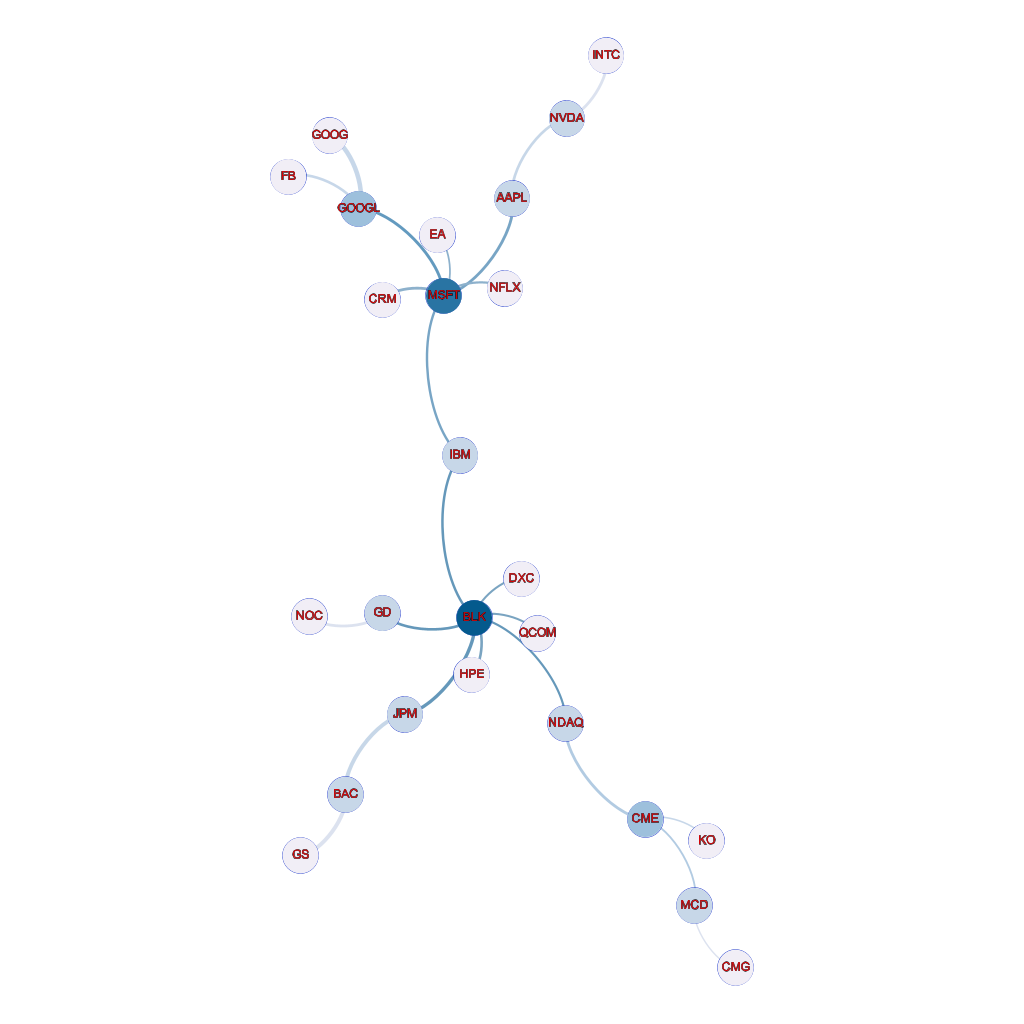 INTC
NVDA
GOOG
FB
AAPL
GOOGL
EA
NFLX
MSFT
CRM
IBM
DXC
NOC
GD
BLK
QCOM
HPE
JPM
NDAQ
BAC
CME
KO
GS
MCD
CMG